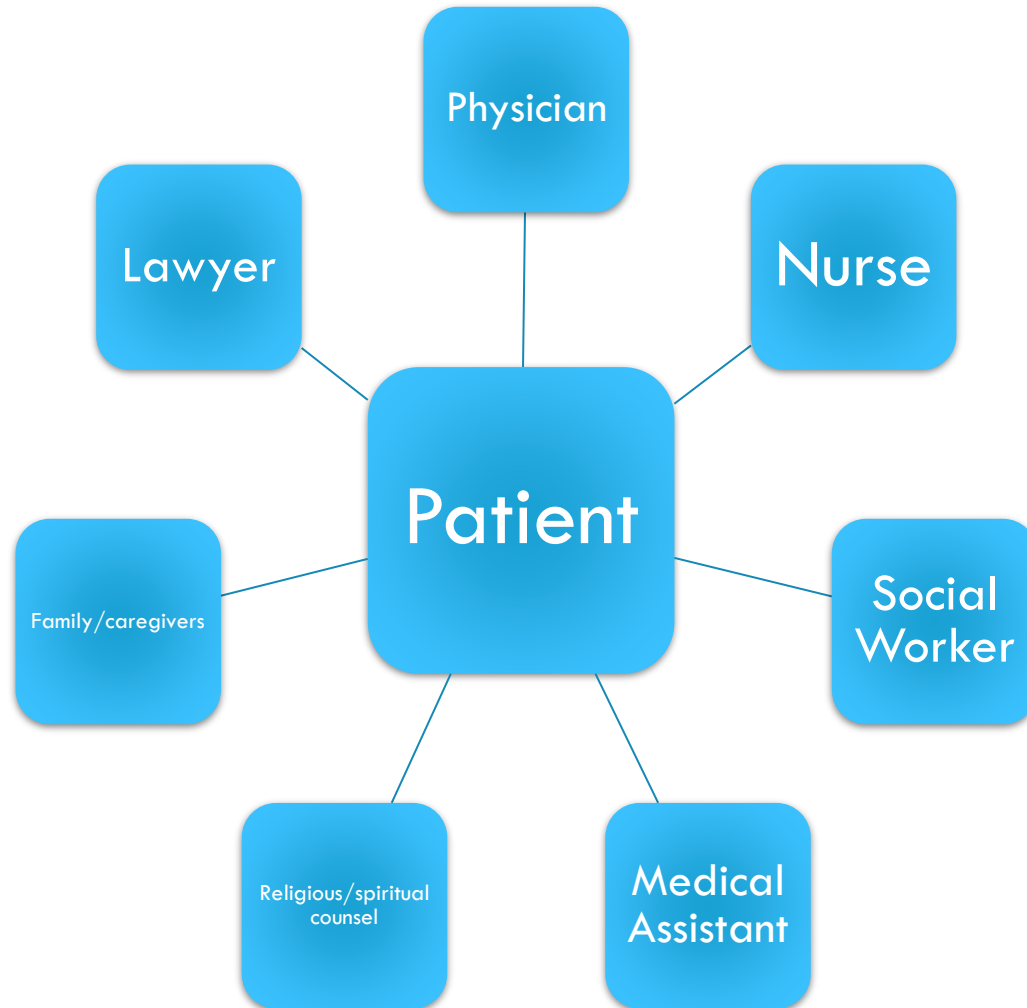 Physician
Lawyer
Nurse
Patient
Social
Worker
Family/caregivers
Medical
Assistant
Religious/spiritual
counsel